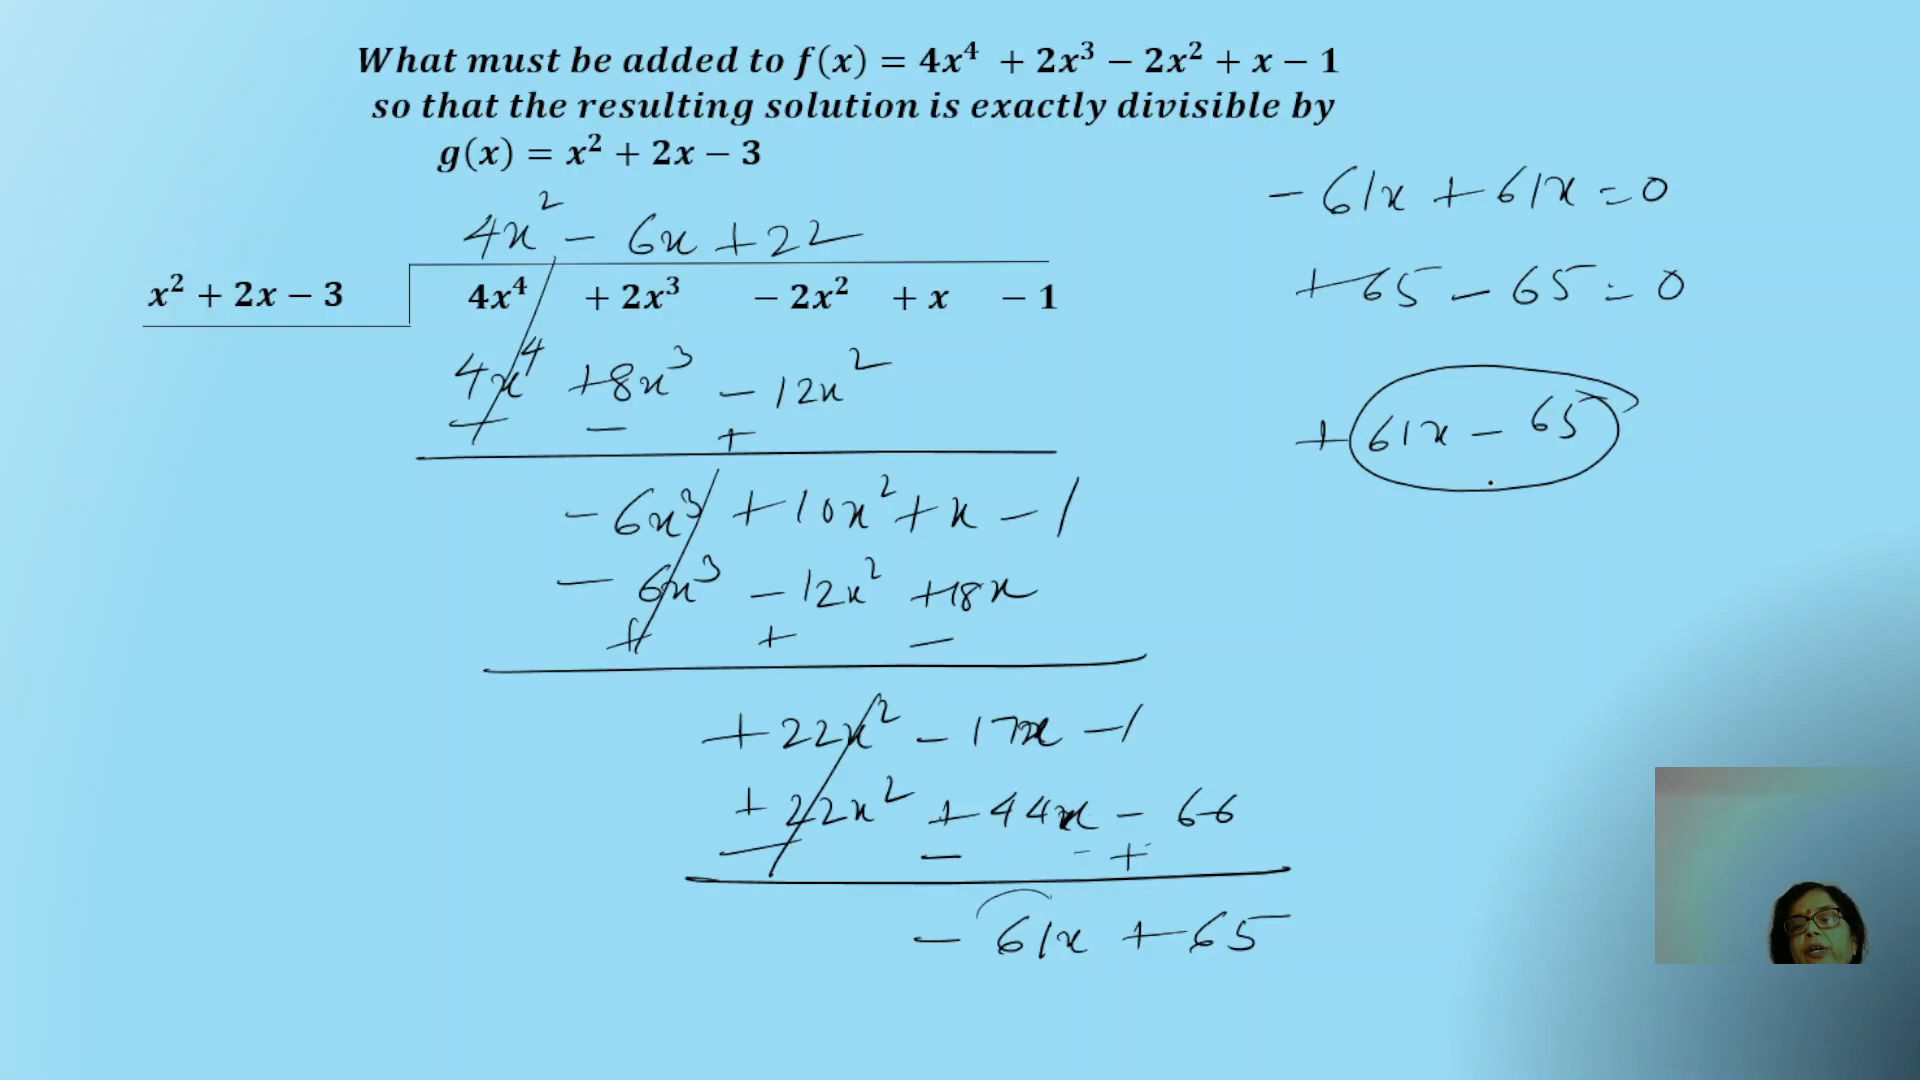 What must be added to f(x) = 4x⁴ + 2x³ − 2x² + x − 1
so that the resulting solution is exactly divisible by
g(x) = x² + 2x − 3
4x² − 6x + 22
x² + 2x − 3 4x⁴ + 2x³ − 2x² + x − 1
4x⁴ + 8x³ − 12x²
− − +
− 6x³ + 10x² + x − 1
− 6x³ − 12x² + 18x
+ + −
+ 22x² − 17x − 1
+ 22x² + 44x − 66
− − +
− 61x + 65
− 61x + 61x = 0
+ 65 − 65 = 0
+ 61x − 65